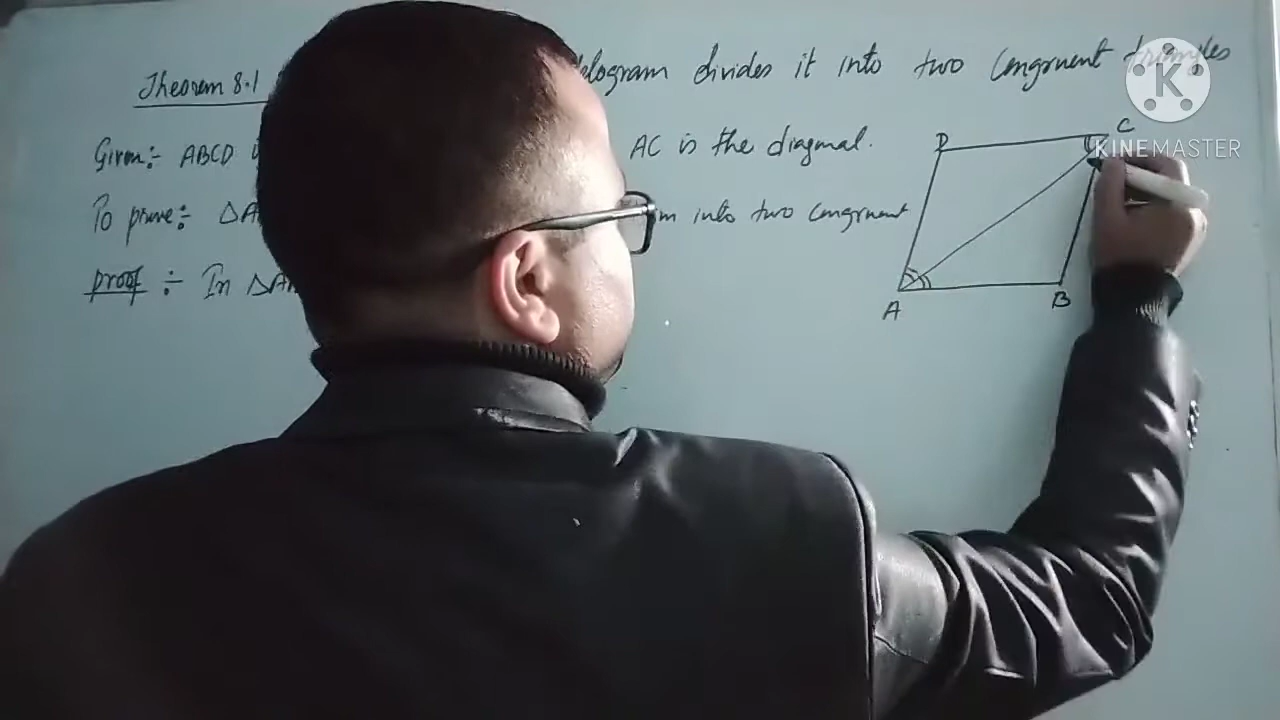 Theorem 8.1 divides it into two congruent triangles
Given:- ABCD AC is the diagonal.
To prove:- into two congruent
Proof :- In
D
C
A
B
K
KINEMASTER